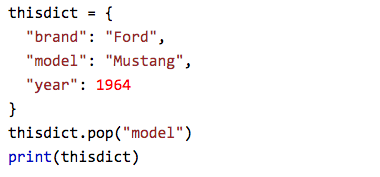 thisdict = {
  "brand": "Ford",
  "model": "Mustang",
  "year": 1964
}
thisdict.pop("model")
print(thisdict)